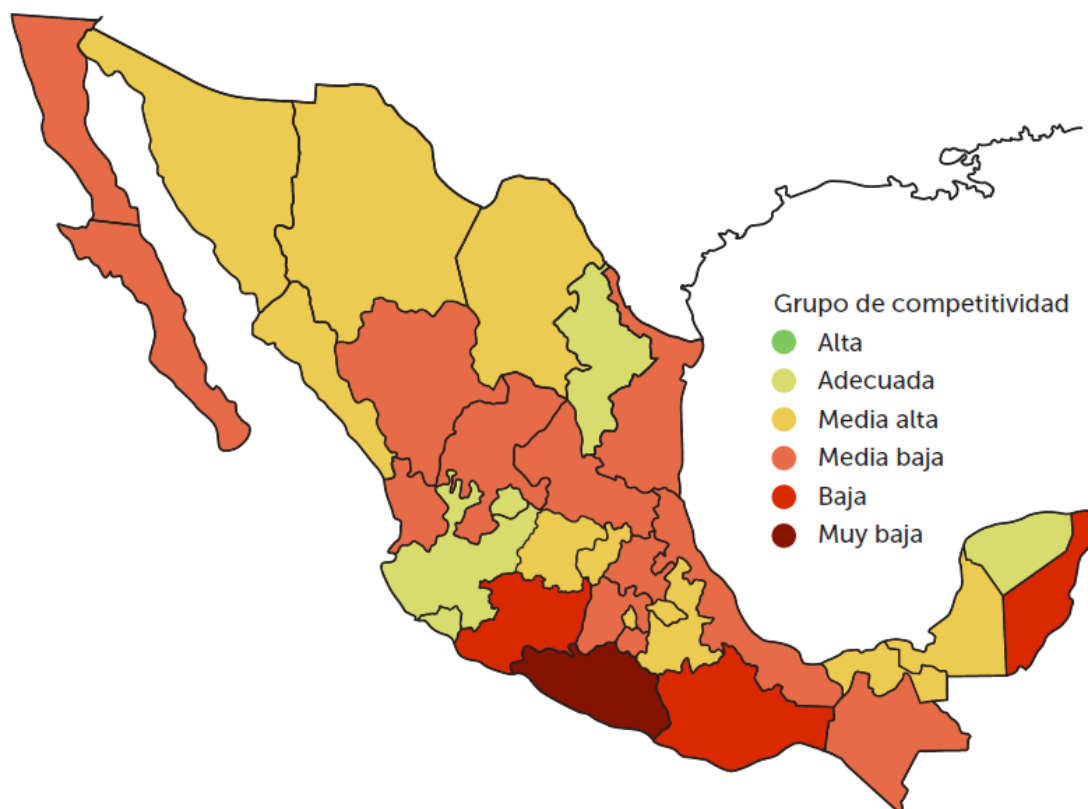 Grupo de competitividad
Alta
Adecuada
Media alta
Media baja
Baja
Muy baja